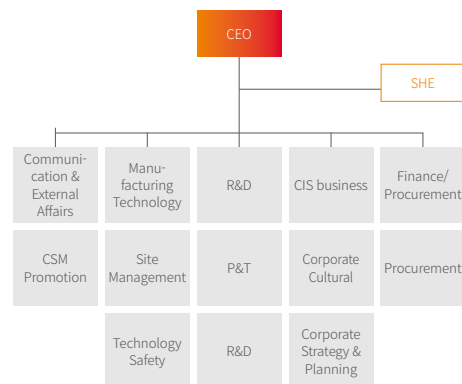 CEO
SHE
Communi-
cation &
External
Affairs
Manu-
facturing
Technology
R&D
CIS business
Finance/
Procurement
CSM
Promotion
Site
Management
P&T
Corporate
Cultural
Procurement
Technology
Safety
R&D
Corporate
Strategy &
Planning